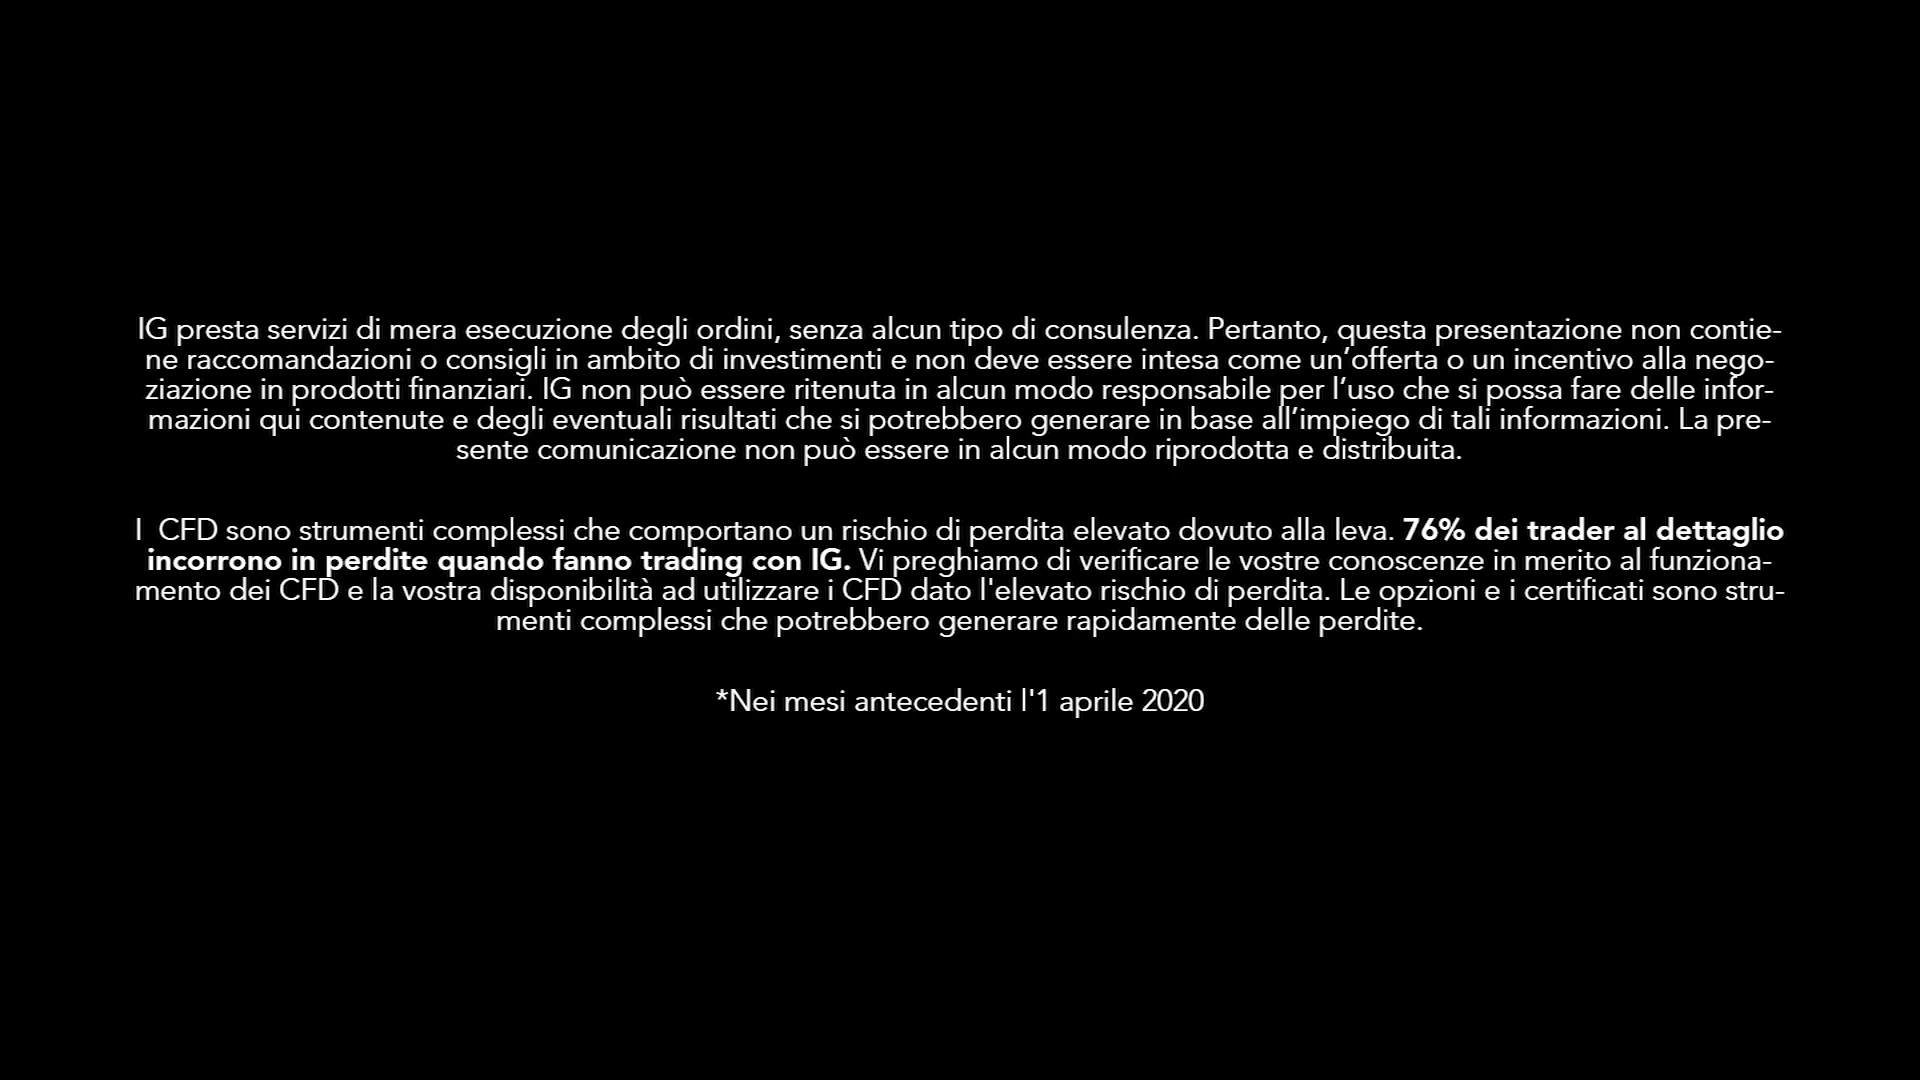 IG presta servizi di mera esecuzione degli ordini, senza alcun tipo di consulenza. Pertanto, questa presentazione non contie-
ne raccomandazioni o consigli in ambito di investimenti e non deve essere intesa come un’offerta o un incentivo alla nego-
ziazione in prodotti finanziari. IG non può essere ritenuta in alcun modo responsabile per l’uso che si possa fare delle infor-
mazioni qui contenute e degli eventuali risultati che si potrebbero generare in base all’impiego di tali informazioni. La pre-
sente comunicazione non può essere in alcun modo riprodotta e distribuita.
I  CFD sono strumenti complessi che comportano un rischio di perdita elevato dovuto alla leva. 76% dei trader al dettaglio
incorrono in perdite quando fanno trading con IG. Vi preghiamo di verificare le vostre conoscenze in merito al funziona-
mento dei CFD e la vostra disponibilità ad utilizzare i CFD dato l'elevato rischio di perdita. Le opzioni e i certificati sono stru-
menti complessi che potrebbero generare rapidamente delle perdite.
*Nei mesi antecedenti l'1 aprile 2020